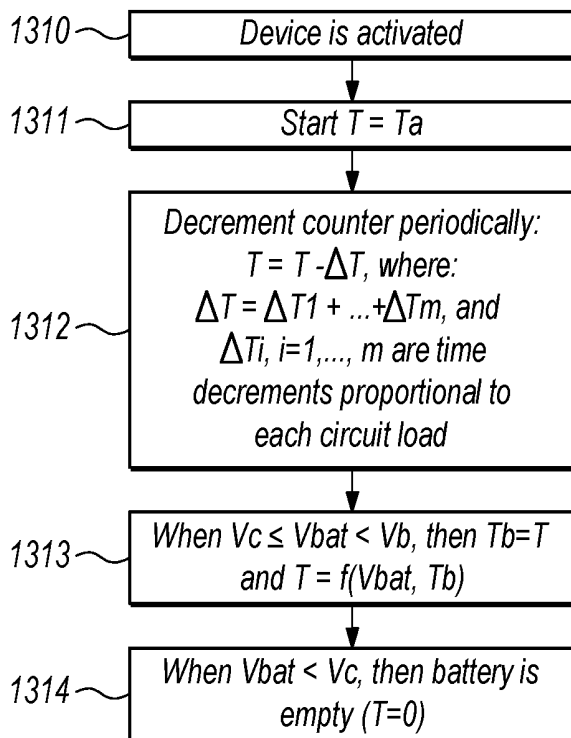 1310
Device is activated
1311
Start T = Ta
1312
Decrement counter periodically:
T = T -ΔT, where:
ΔT = ΔT1 + ...+ΔTm, and
ΔTi, i=1,..., m are time
decrements proportional to
each circuit load
1313
When Vc ≤ Vbat < Vb, then Tb=T
and T = f(Vbat, Tb)
1314
When Vbat < Vc, then battery is
empty (T=0)